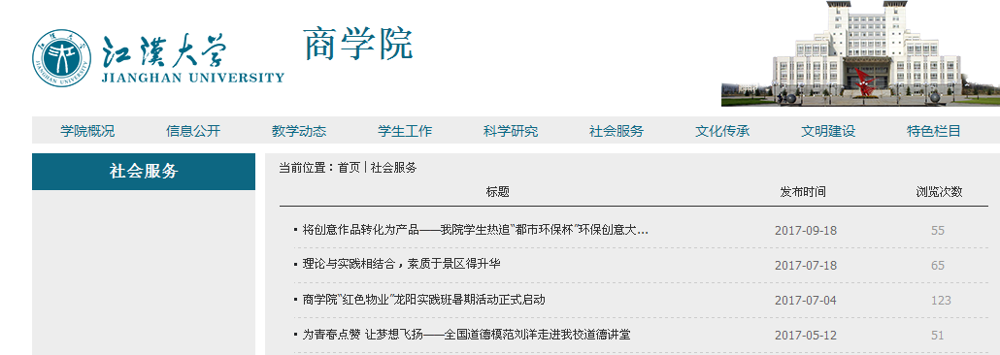 江漢大学
JIANGHAN UNIVERSITY
商学院
学院概况 信息公开 教学动态 学生工作 科学研究 社会服务 文化传承 文明建设 特色栏目
社会服务
当前位置：首页 | 社会服务
标题 发布时间 浏览次数
将创意作品转化为产品——我院学生热追“都市环保杯”环保创意大... 2017-09-18 55
理论与实践相结合，素质于景区得升华 2017-07-18 65
商学院“红色物业”龙阳实践班暑期活动正式启动 2017-07-04 123
为青春点赞 让梦想飞扬——全国道德模范刘洋走进我校道德讲堂 2017-05-12 51